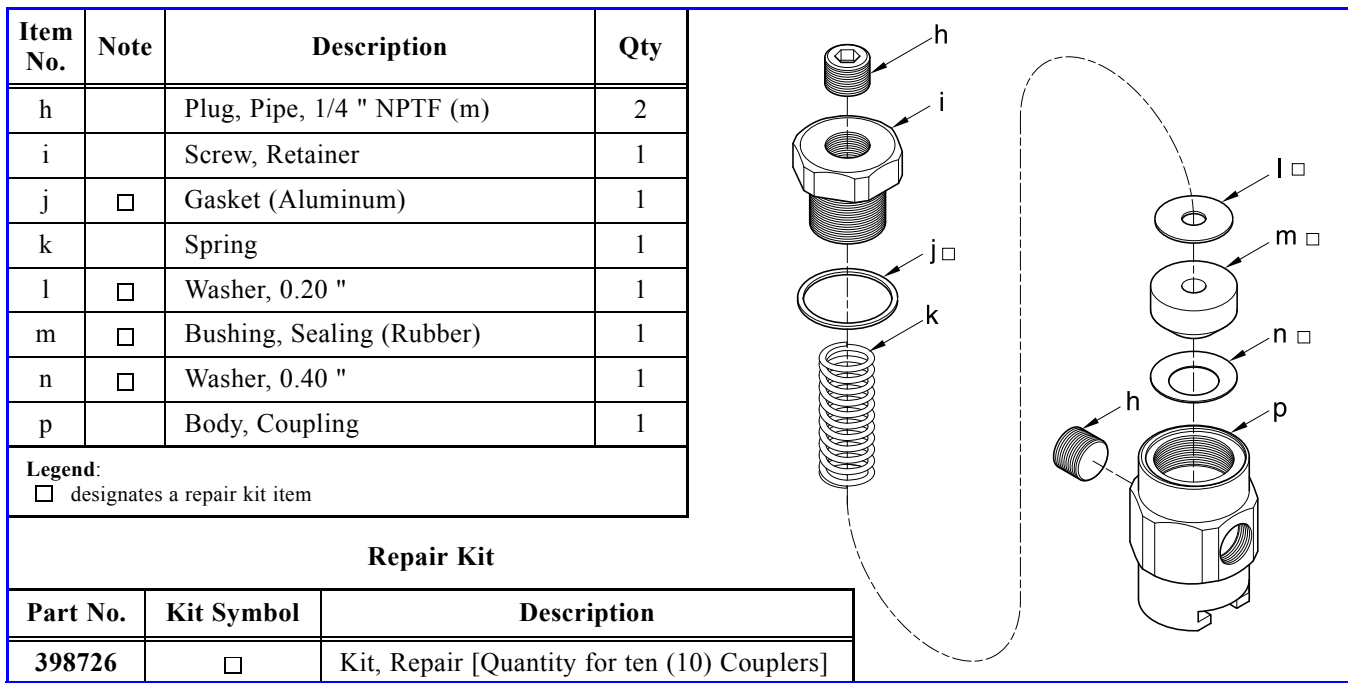 Item No. Note Description Qty
h Plug, Pipe, 1/4 " NPTF (m) 2
i Screw, Retainer 1
j □ Gasket (Aluminum) 1
k Spring 1
l □ Washer, 0.20 " 1
m □ Bushing, Sealing (Rubber) 1
n □ Washer, 0.40 " 1
p Body, Coupling 1
Legend:
□ designates a repair kit item
Repair Kit
Part No. Kit Symbol Description
398726 □ Kit, Repair [Quantity for ten (10) Couplers]
h
i
j □
k
l □
m □
n □
h
p